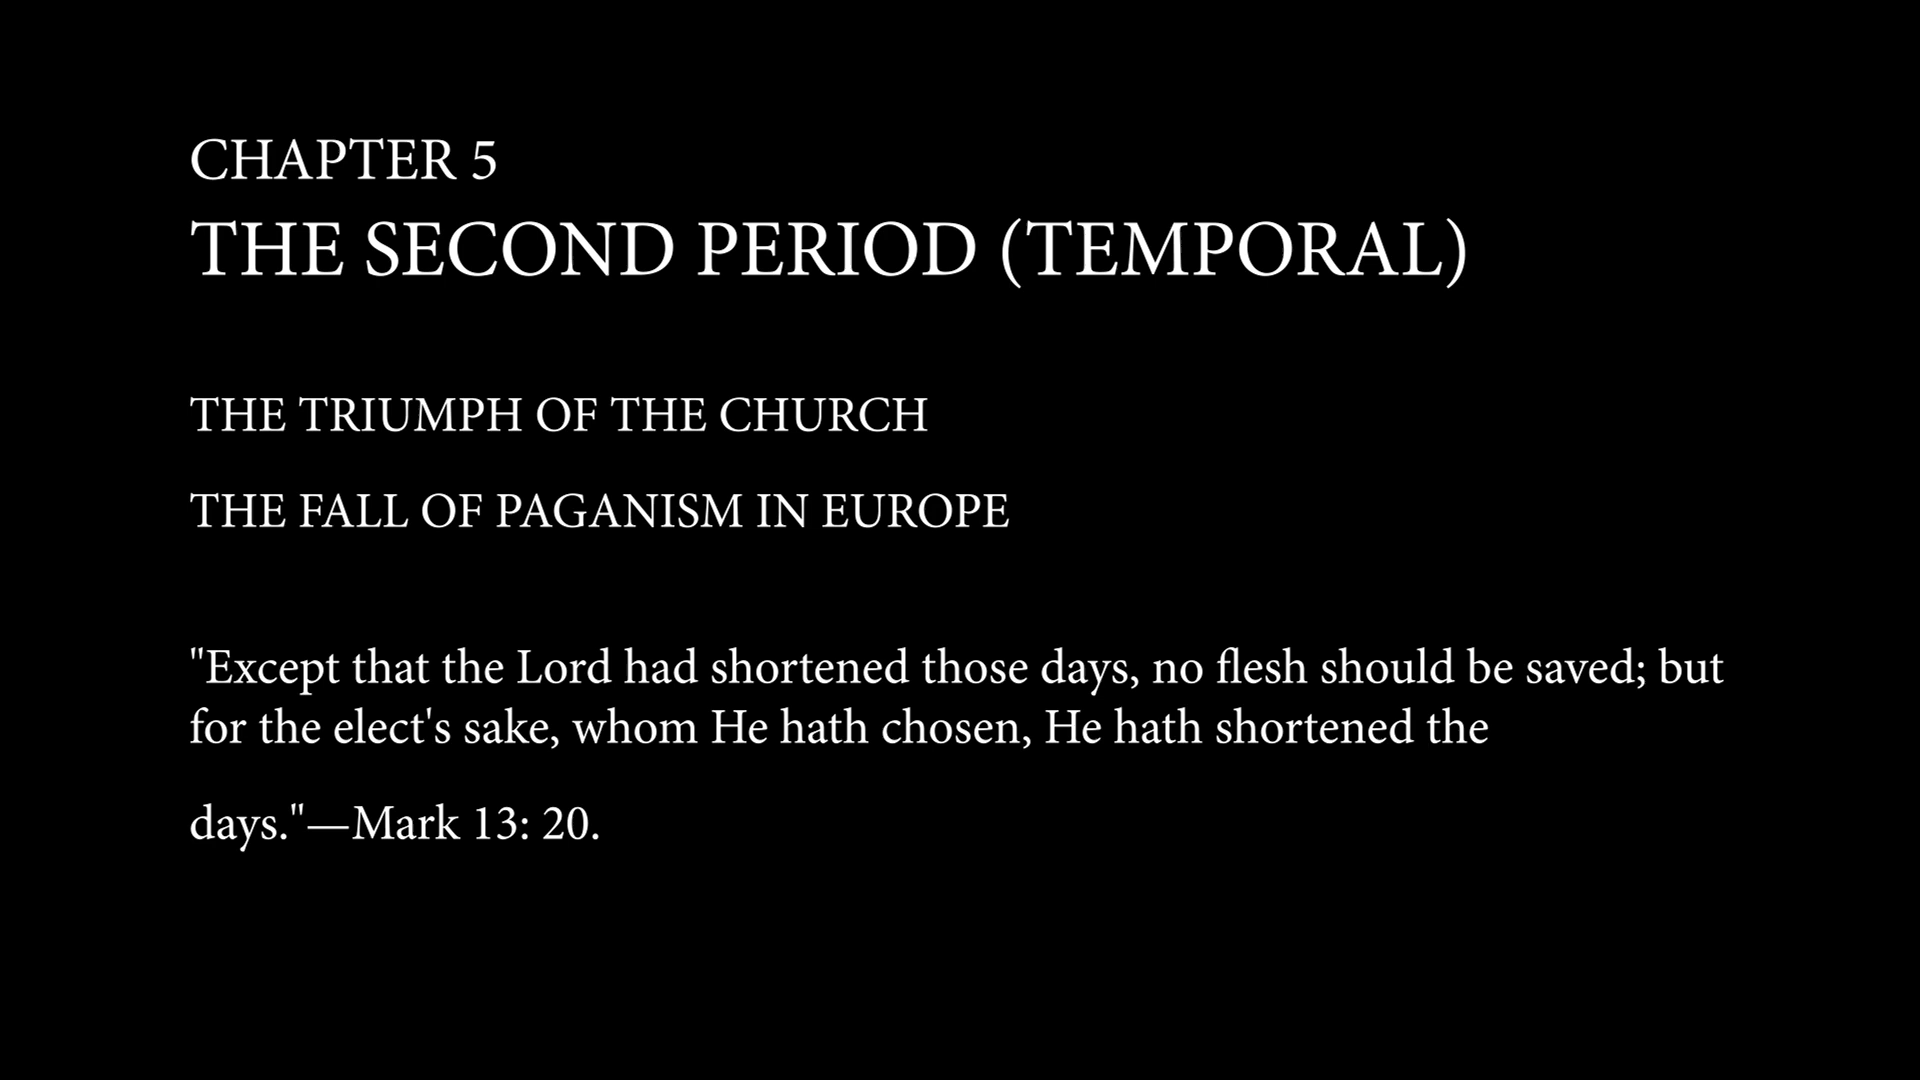 CHAPTER 5
THE SECOND PERIOD (TEMPORAL)
THE TRIUMPH OF THE CHURCH
THE FALL OF PAGANISM IN EUROPE
"Except that the Lord had shortened those days, no flesh should be saved; but
for the elect's sake, whom He hath chosen, He hath shortened the
days."—Mark 13: 20.